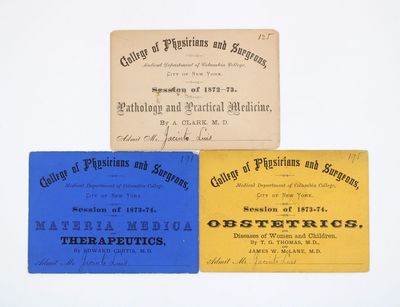 125
College of Physicians and Surgeons,
Medical Department of Columbia College,
CITY OF NEW YORK.
Session of 1872-73.
Pathology and Practical Medicine,
By A. CLARK, M. D.
Admit Mr. Jacinto Luis
College of Physicians and Surgeons,
Medical Department of Columbia College,
CITY OF NEW YORK
Session of 1873-74.
MATERIA MEDICA
THERAPEUTICS,
By EDWARD CURTIS, M.D.
Admit Mr. Jacinto Luis
175
College of Physicians and Surgeons,
Medical Department of Columbia College,
CITY OF NEW YORK.
Session of 1873-74.
OBSTETRICS,
AND
Diseases of Women and Children,
By T. G. THOMAS, M.D.,
AND
JAMES W. McLANE, M.D.
Admit Mr. Jacinto Luis